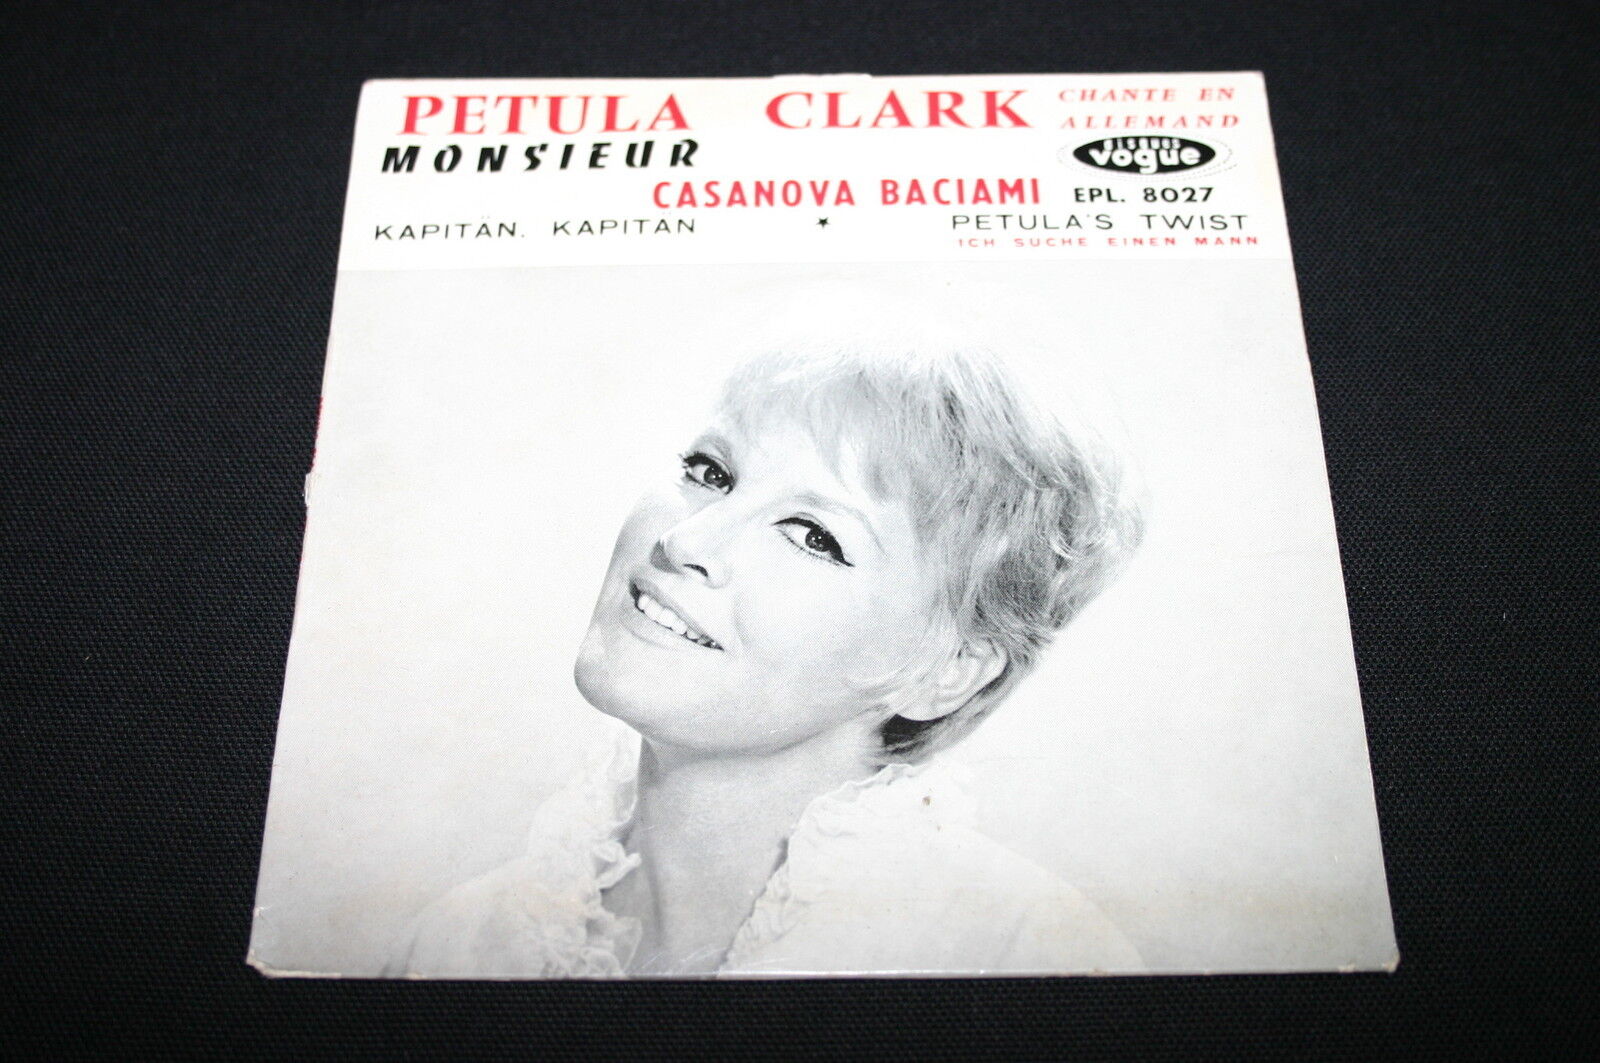 PETULA CLARK
CHANTE EN
ALLEMAND
MONSIEUR
DISQUES
vogue
CASANOVA BACIAMI
EPL. 8027
KAPITÄN. KAPITÄN
PETULA'S TWIST
ICH SUCHE EINEN MANN